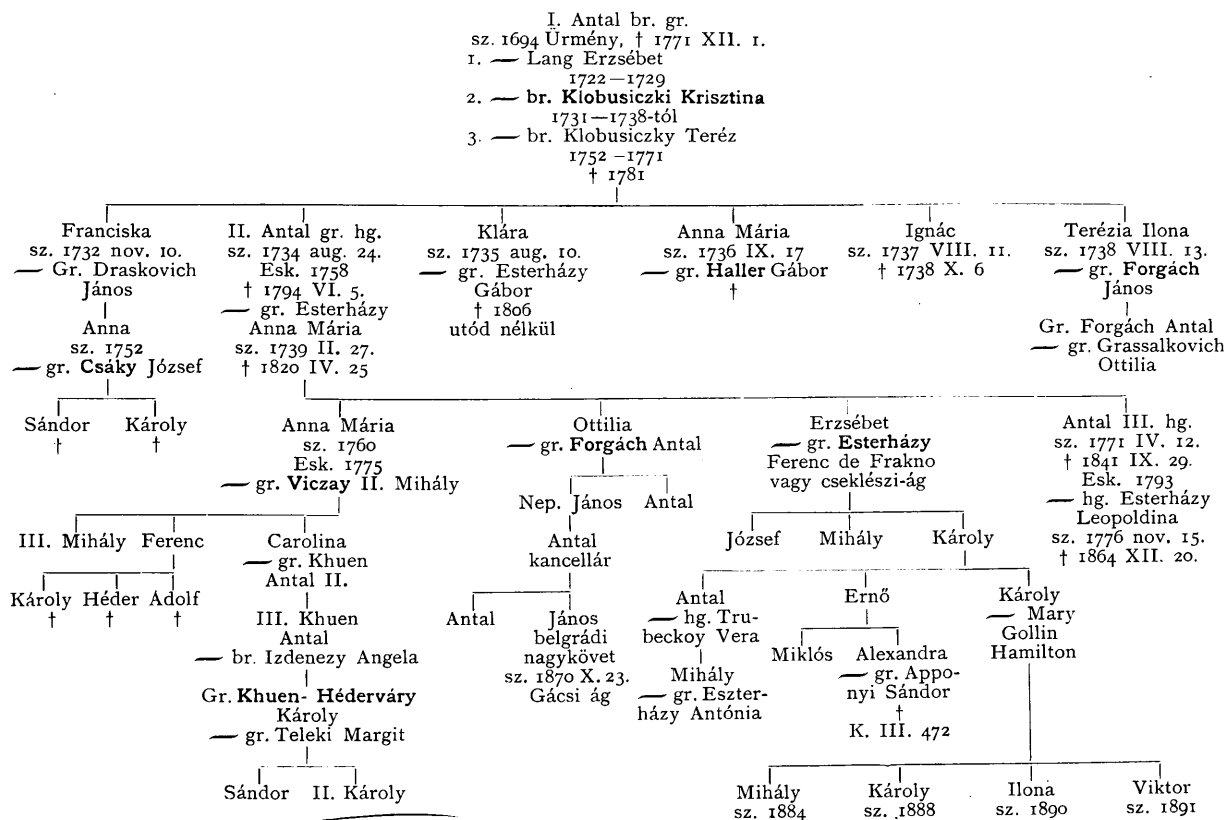 I. Antal br. gr.
sz. 1694 Ürmény, † 1771 XII. 1.
1. — Lang Erzsébet
1722—1729
2. — br. Klobusiczki Krisztina
1731—1738-tól
3. — br. Klobusiczky Teréz
1752—1771
† 1781
Franciska
sz. 1732 nov. 10.
— Gr. Draskovich
János
Anna
sz. 1752
— gr. Csáky József
Sándor
†
Károly
†
II. Antal gr. hg.
sz. 1734 aug. 24.
Esk. 1758
† 1794 VI. 5.
— gr. Esterházy
Anna Mária
sz. 1739 II. 27.
† 1820 IV. 25
Klára
sz. 1735 aug. 10.
— gr. Esterházy
Gábor
† 1806
utód nélkül
Anna Mária
sz. 1736 IX. 17
— gr. Haller Gábor
†
Ignác
sz. 1737 VIII. 11.
† 1738 X. 6
Terézia Ilona
sz. 1738 VIII. 13.
— gr. Forgách
János
Gr. Forgách Antal
— gr. Grassalkovich
Ottilia
Anna Mária
sz. 1760
Esk. 1775
— gr. Viczay II. Mihály
III. Mihály
Ferenc
Károly
†
Héder
†
Adolf
†
Carolina
— gr. Khuen
Antal II.
III. Khuen
Antal
— br. Izdenezy Angela
Gr. Khuen- Héderváry
Károly
— gr. Teleki Margit
Sándor
II. Károly
Ottilia
— gr. Forgách Antal
Nep. János
Antal
Antal
kancellár
Antal
János
belgrádi
nagykövet
sz. 1870 X. 23.
Gácsi ág
Erzsébet
— gr. Esterházy
Ferenc de Frakno
vagy cseklészi-ág
József
Mihály
Károly
Antal
— hg. Tru-
beckoy Vera
Mihály
— gr. Eszter-
házy Antónia
Ernő
Miklós
Alexandra
— gr. Appo-
nyi Sándor
†
K. III. 472
Károly
— Mary
Gollin
Hamilton
Mihály
sz. 1884
Károly
sz. 1888
Ilona
sz. 1890
Viktor
sz. 1891
Antal III. hg.
sz. 1771 IV. 12.
† 1841 IX. 29.
Esk. 1793
— hg. Esterházy
Leopoldina
sz. 1776 nov. 15.
† 1864 XII. 20.